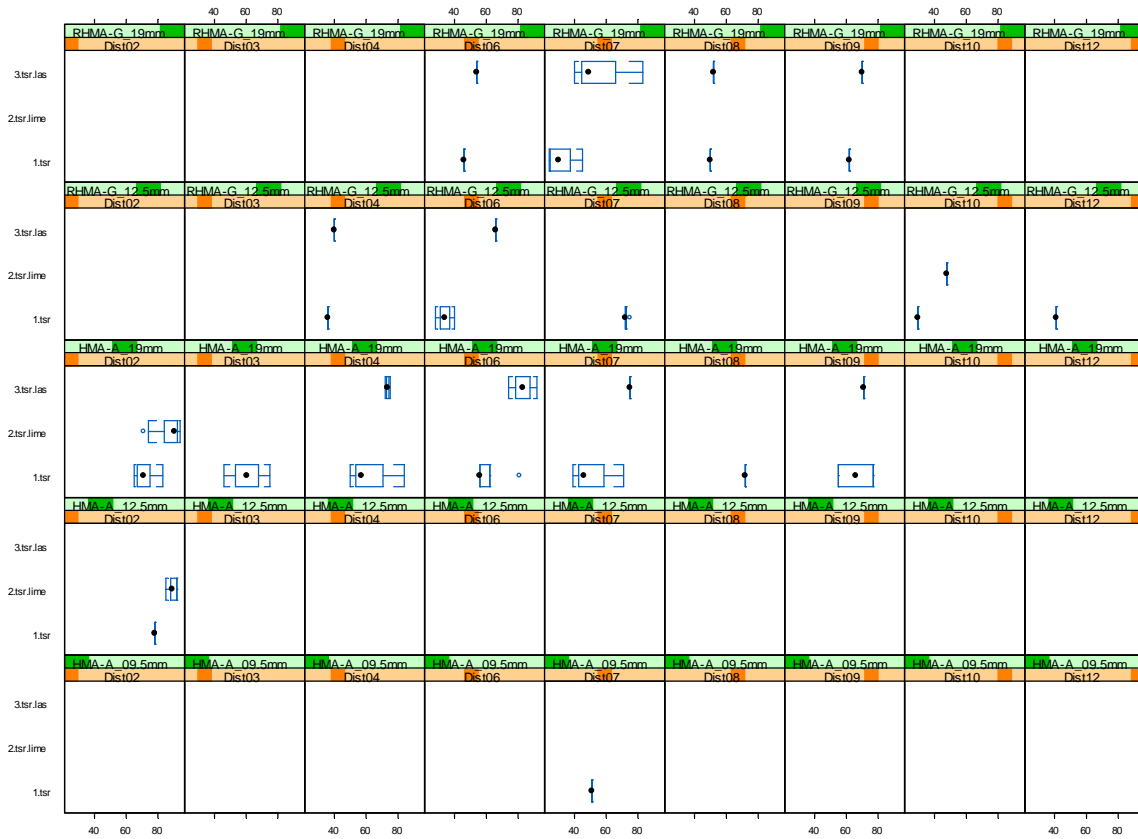 40 60 80 40 60 80 40 60 80 40 60 80
RHMA-G_19mm RHMA-G_19mm RHMA-G_19mm RHMA-G_19mm RHMA-G_19mm RHMA-G_19mm RHMA-G_19mm RHMA-G_19mm RHMA-G_19mm
Dist02 Dist03 Dist04 Dist06 Dist07 Dist08 Dist09 Dist10 Dist12
3.tsr.las
2.tsr.lime
1.tsr
RHMA-G_12.5mm RHMA-G_12.5mm RHMA-G_12.5mm RHMA-G_12.5mm RHMA-G_12.5mm RHMA-G_12.5mm RHMA-G_12.5mm RHMA-G_12.5mm RHMA-G_12.5mm
Dist02 Dist03 Dist04 Dist06 Dist07 Dist08 Dist09 Dist10 Dist12
3.tsr.las
2.tsr.lime
1.tsr
HMA-A_19mm HMA-A_19mm HMA-A_19mm HMA-A_19mm HMA-A_19mm HMA-A_19mm HMA-A_19mm HMA-A_19mm HMA-A_19mm
Dist02 Dist03 Dist04 Dist06 Dist07 Dist08 Dist09 Dist10 Dist12
3.tsr.las
2.tsr.lime
1.tsr
HMA-A_12.5mm HMA-A_12.5mm HMA-A_12.5mm HMA-A_12.5mm HMA-A_12.5mm HMA-A_12.5mm HMA-A_12.5mm HMA-A_12.5mm HMA-A_12.5mm
Dist02 Dist03 Dist04 Dist06 Dist07 Dist08 Dist09 Dist10 Dist12
3.tsr.las
2.tsr.lime
1.tsr
HMA-A_09.5mm HMA-A_09.5mm HMA-A_09.5mm HMA-A_09.5mm HMA-A_09.5mm HMA-A_09.5mm HMA-A_09.5mm HMA-A_09.5mm HMA-A_09.5mm
Dist02 Dist03 Dist04 Dist06 Dist07 Dist08 Dist09 Dist10 Dist12
3.tsr.las
2.tsr.lime
1.tsr
40 60 80 40 60 80 40 60 80 40 60 80 40 60 80